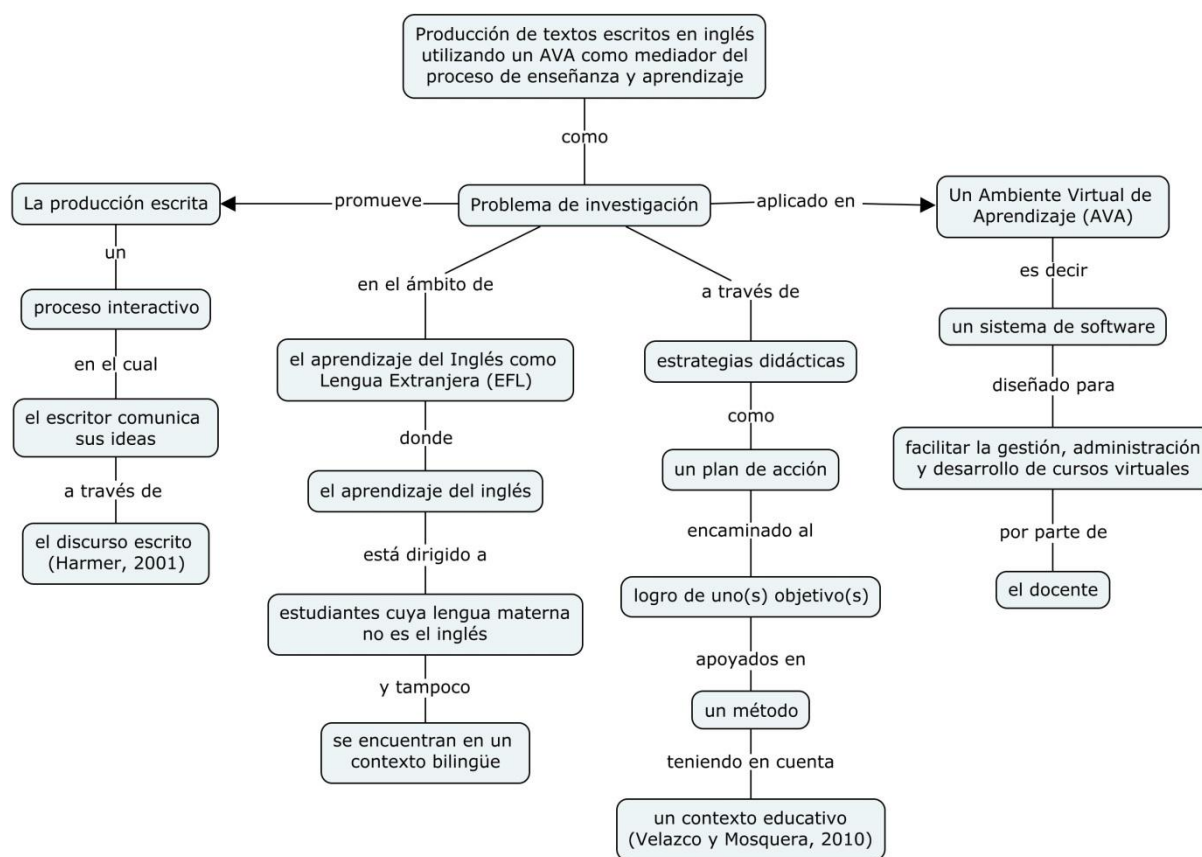 Producción de textos escritos en inglés
utilizando un AVA como mediador del
proceso de enseñanza y aprendizaje
como
La producción escrita
promueve
Problema de investigación
aplicado en
Un Ambiente Virtual de
Aprendizaje (AVA)
un
proceso interactivo
en el cual
el escritor comunica
sus ideas
a través de
el discurso escrito
(Harmer, 2001)
en el ámbito de
el aprendizaje del Inglés como
Lengua Extranjera (EFL)
donde
el aprendizaje del inglés
está dirigido a
estudiantes cuya lengua materna
no es el inglés
y tampoco
se encuentran en un
contexto bilingüe
a través de
estrategias didácticas
como
un plan de acción
encaminado al
logro de uno(s) objetivo(s)
apoyados en
un método
teniendo en cuenta
un contexto educativo
(Velazco y Mosquera, 2010)
es decir
un sistema de software
diseñado para
facilitar la gestión, administración
y desarrollo de cursos virtuales
por parte de
el docente